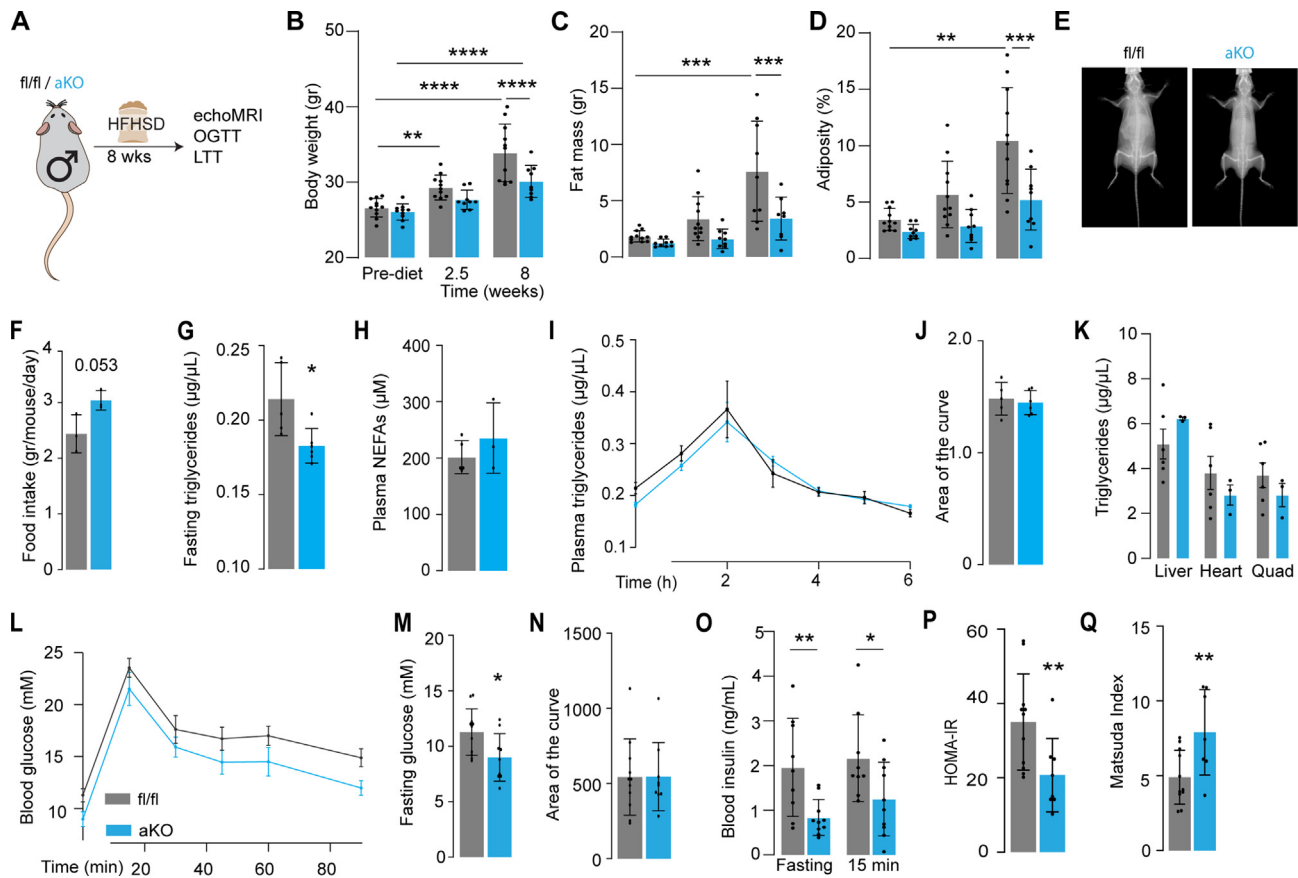 A
fl/fl / aKO
HFHSD
8 wks
echoMRI
OGTT
LTT
B
Body weight (gr)
50
40
30
20
**
****
****
****
Pre-diet 2.5 8
Time (weeks)
C
Fat mass (gr)
20
15
10
5
0
***
***
D
Adiposity (%)
20
15
10
5
0
**
***
E
fl/fl
aKO
F
Food intake (gr/mouse/day)
4
3
2
1
0
0.053
G
Fasting triglycerides (µg/µL)
0.25
0.20
0.15
0.10
*
H
Plasma NEFAs (µM)
400
300
200
100
0
I
Plasma triglycerides (µg/µL)
0.5
0.4
0.3
0.2
0.1
Time (h) 2 4 6
J
Area of the curve
2.0
1.0
0
K
Triglycerides (µg/µL)
10
8
6
4
2
0
Liver Heart Quad
L
Blood glucose (mM)
25
20
15
10
fl/fl
aKO
Time (min) 20 40 60 80
M
Fasting glucose (mM)
20
15
10
5
0
*
N
Area of the curve
1500
1000
500
0
O
Blood insulin (ng/mL)
5
4
3
2
1
0
**
*
Fasting 15 min
P
HOMA-IR
60
40
20
0
**
Q
Matsuda Index
15
10
5
0
**